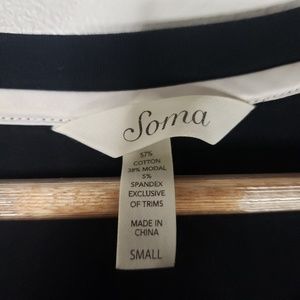 Soma
57%
COTTON
38% MODAL
5%
SPANDEX
EXCLUSIVE
OF TRIMS
MADE IN
CHINA
SMALL